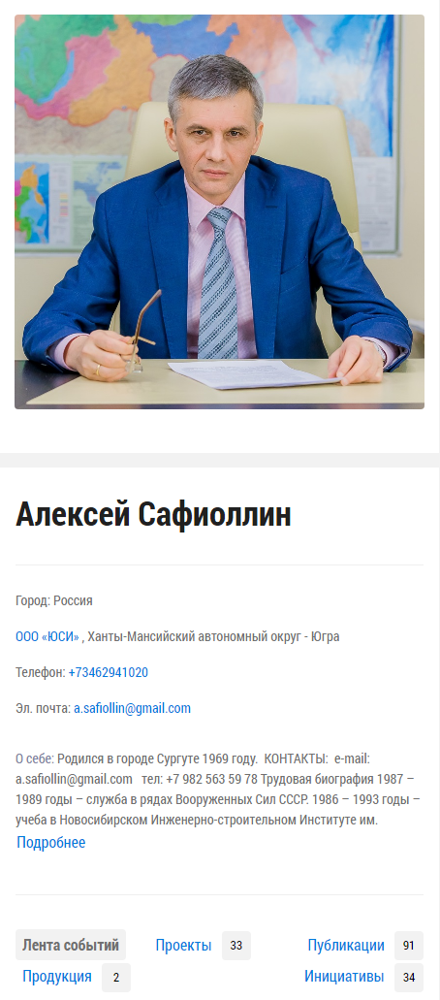 Алексей Сафиоллин
Город: Россия
ООО «ЮСИ» , Ханты-Мансийский автономный округ - Югра
Телефон: +73462941020
Эл. почта: a.safiollin@gmail.com
О себе: Родился в городе Сургуте 1969 году.  КОНТАКТЫ:  e-mail:
a.safiollin@gmail.com   тел: +7 982 563 59 78 Трудовая биография 1987 –
1989 годы – служба в рядах Вооруженных Сил СССР. 1986 – 1993 годы –
учеба в Новосибирском Инженерно-строительном Институте им.
Подробнее
Лента событий Проекты 33 Публикации 91
Продукция 2 Инициативы 34